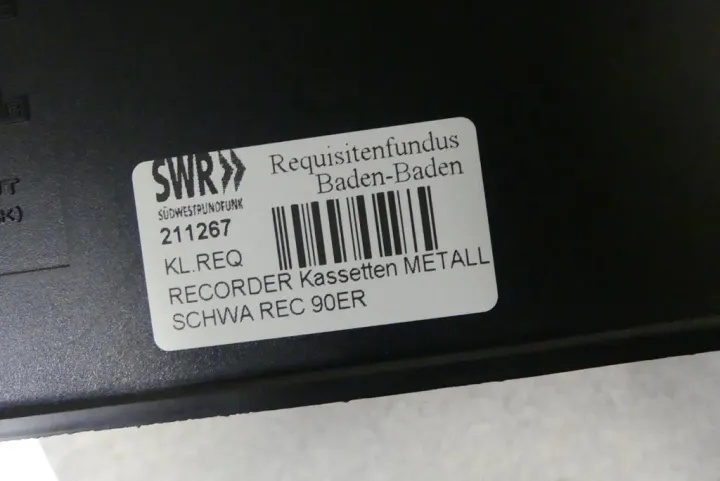 SWR»
SÜDWESTRUNDFUNK
Requisitenfundus
Baden-Baden
211267
KL.REQ
RECORDER Kassetten METALL
SCHWA REC 90ER